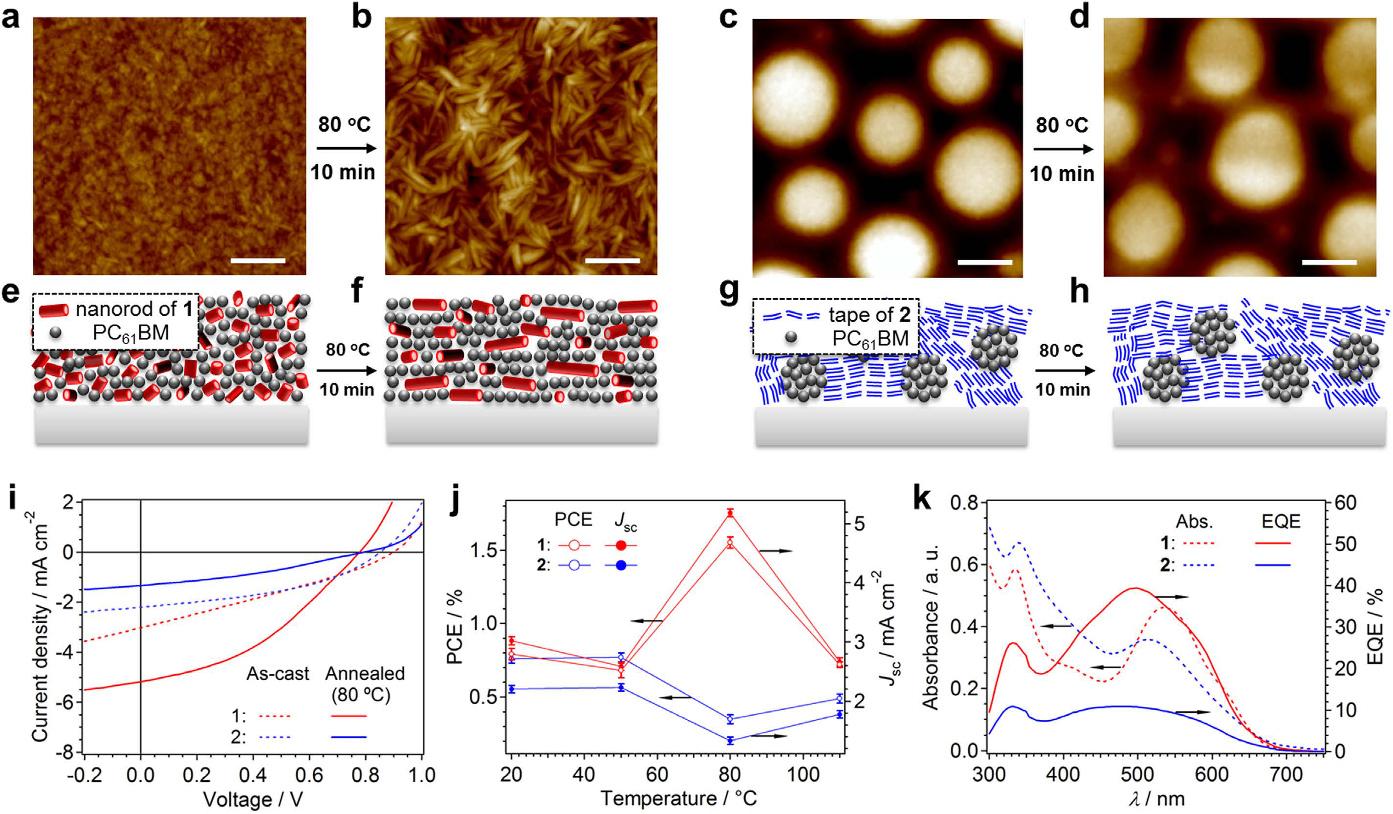 a
b
c
d
80 ºC
10 min
80 ºC
10 min
e
f
g
h
nanorod of 1
PC61BM
80 ºC
10 min
tape of 2
PC61BM
80 ºC
10 min
i
j
k
2
0
-2
-4
-6
-8
Current density / mA cm-2
As-cast
Annealed
(80 ºC)
1:
2:
-0.2
0.0
0.2
0.4
0.6
0.8
1.0
Voltage / V
PCE
Jsc
1:
2:
1.5
1.0
0.5
PCE / %
5
4
3
2
Jsc / mA cm-2
20
40
60
80
100
Temperature / °C
Abs.
EQE
1:
2:
0.8
0.6
0.4
0.2
0.0
Absorbance / a. u.
60
50
40
30
20
10
0
EQE / %
300
400
500
600
700
λ / nm